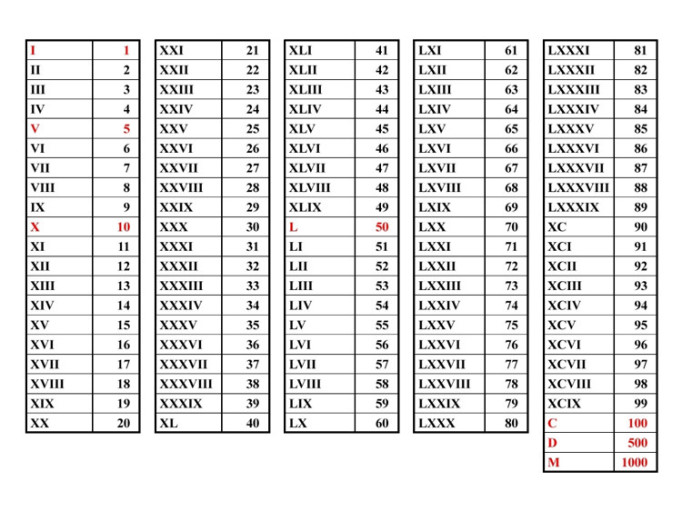 I 1
II 2
III 3
IV 4
V 5
VI 6
VII 7
VIII 8
IX 9
X 10
XI 11
XII 12
XIII 13
XIV 14
XV 15
XVI 16
XVII 17
XVIII 18
XIX 19
XX 20
XXI 21
XXII 22
XXIII 23
XXIV 24
XXV 25
XXVI 26
XXVII 27
XXVIII 28
XXIX 29
XXX 30
XXXI 31
XXXII 32
XXXIII 33
XXXIV 34
XXXV 35
XXXVI 36
XXXVII 37
XXXVIII 38
XXXIX 39
XL 40
XLI 41
XLII 42
XLIII 43
XLIV 44
XLV 45
XLVI 46
XLVII 47
XLVIII 48
XLIX 49
L 50
LI 51
LII 52
LIII 53
LIV 54
LV 55
LVI 56
LVII 57
LVIII 58
LIX 59
LX 60
LXI 61
LXII 62
LXIII 63
LXIV 64
LXV 65
LXVI 66
LXVII 67
LXVIII 68
LXIX 69
LXX 70
LXXI 71
LXXII 72
LXXIII 73
LXXIV 74
LXXV 75
LXXVI 76
LXXVII 77
LXXVIII 78
LXXIX 79
LXXX 80
LXXXI 81
LXXXII 82
LXXXIII 83
LXXXIV 84
LXXXV 85
LXXXVI 86
LXXXVII 87
LXXXVIII 88
LXXXIX 89
XC 90
XCI 91
XCII 92
XCIII 93
XCIV 94
XCV 95
XCVI 96
XCVII 97
XCVIII 98
XCIX 99
C 100
D 500
M 1000